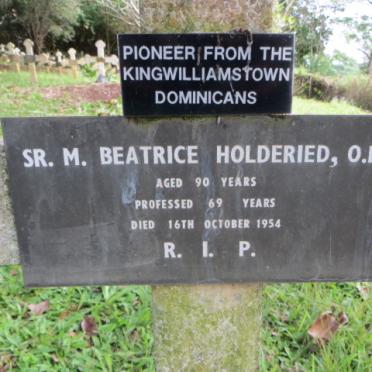 PIONEER FROM THE
KINGWILLIAMSTOWN
DOMINICANS
SR. M. BEATRICE HOLDERIED, O.
AGED 90 YEARS
PROFESSED 69 YEARS
DIED 16TH OCTOBER 1954
R. I. P.